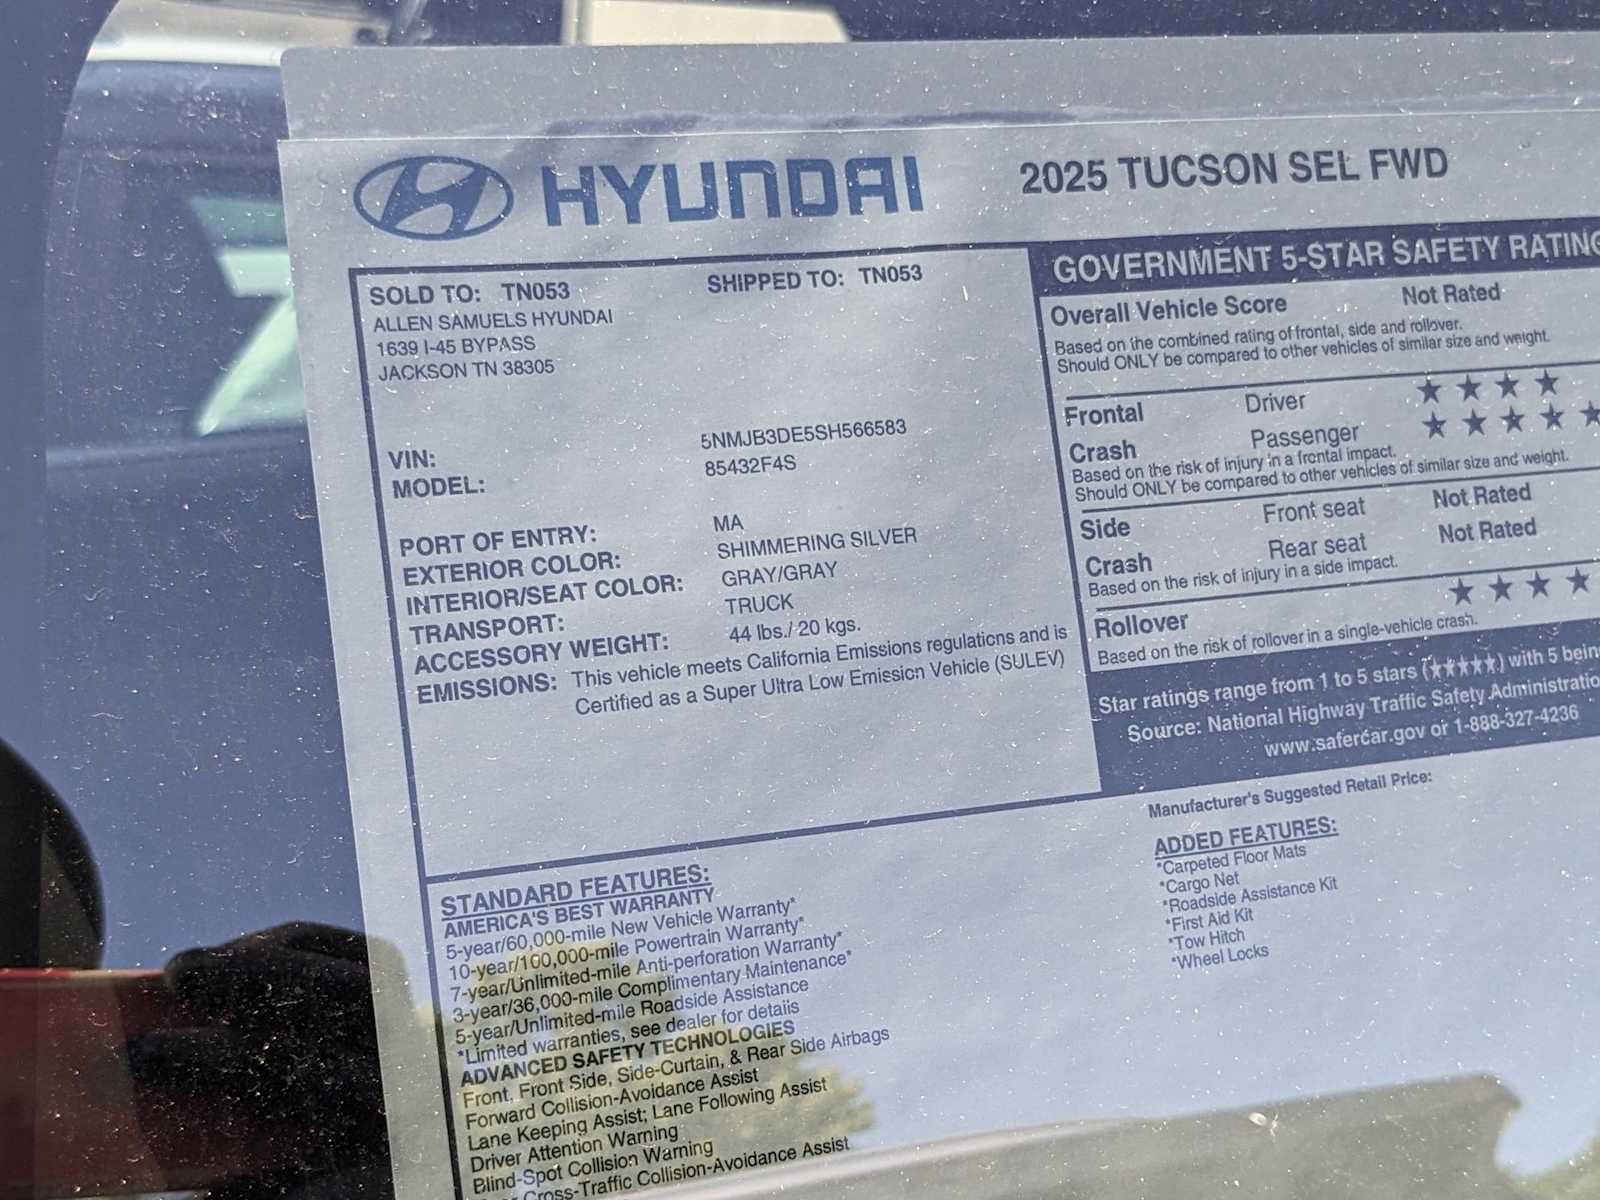 HYUNDAI
2025 TUCSON SEL FWD
SOLD TO: TN053
SHIPPED TO: TN053
ALLEN SAMUELS HYUNDAI
1639 I-45 BYPASS
JACKSON TN 38305
VIN: 5NMJB3DE5SH566583
MODEL: 85432F4S
PORT OF ENTRY: MA
EXTERIOR COLOR: SHIMMERING SILVER
INTERIOR/SEAT COLOR: GRAY/GRAY
TRANSPORT: TRUCK
ACCESSORY WEIGHT: 44 lbs./ 20 kgs.
EMISSIONS: This vehicle meets California Emissions regulations and is
Certified as a Super Ultra Low Emission Vehicle (SULEV)
GOVERNMENT 5-STAR SAFETY RATING
Overall Vehicle Score Not Rated
Based on the combined rating of frontal, side and rollover.
Should ONLY be compared to other vehicles of similar size and weight.
Frontal Driver ★★★★
Crash Passenger ★★★★★
Based on the risk of injury in a frontal impact.
Should ONLY be compared to other vehicles of similar size and weight.
Side Front seat Not Rated
Crash Rear seat Not Rated
Based on the risk of injury in a side impact.
Rollover ★★★★
Based on the risk of rollover in a single-vehicle crash.
Star ratings range from 1 to 5 stars (★★★★★) with 5 being
Source: National Highway Traffic Safety Administratio
www.safercar.gov or 1-888-327-4236
Manufacturer's Suggested Retail Price:
STANDARD FEATURES:
AMERICA'S BEST WARRANTY
5-year/60,000-mile New Vehicle Warranty*
10-year/100,000-mile Powertrain Warranty*
7-year/Unlimited-mile Anti-perforation Warranty*
3-year/36,000-mile Complimentary Maintenance*
5-year/Unlimited-mile Roadside Assistance
*Limited warranties, see dealer for details
ADVANCED SAFETY TECHNOLOGIES
Front, Front Side, Side-Curtain, & Rear Side Airbags
Forward Collision-Avoidance Assist
Lane Keeping Assist; Lane Following Assist
Driver Attention Warning
Blind-Spot Collision Warning
Cross-Traffic Collision-Avoidance Assist
ADDED FEATURES:
*Carpeted Floor Mats
*Cargo Net
*Roadside Assistance Kit
*First Aid Kit
*Tow Hitch
*Wheel Locks